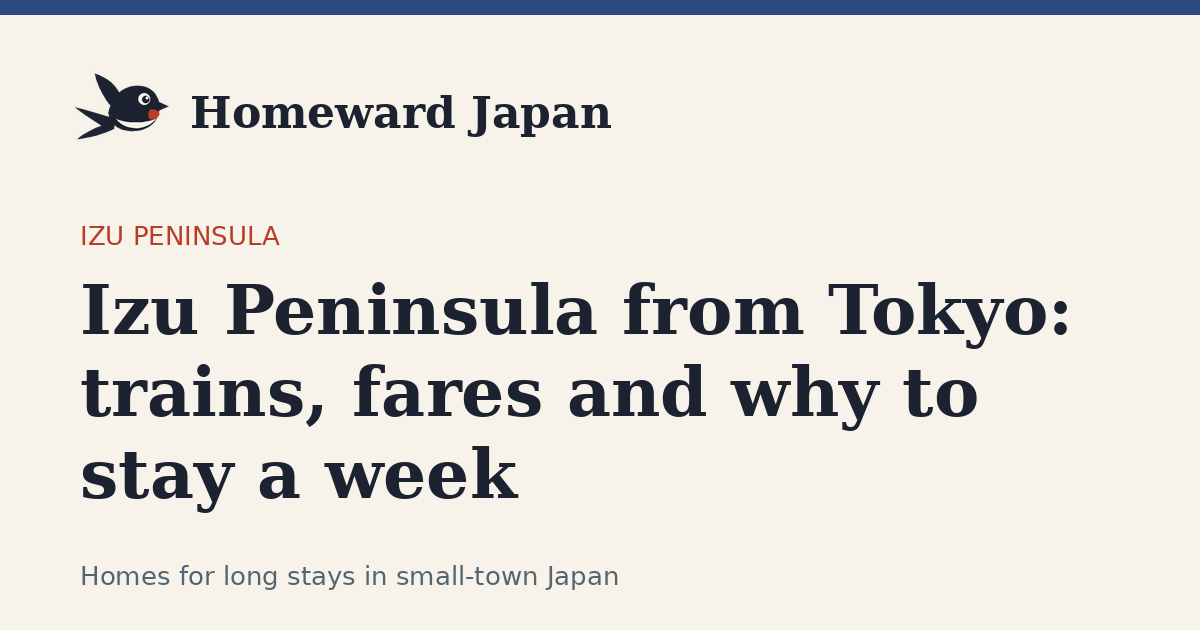 Homeward Japan
IZU PENINSULA
Izu Peninsula from Tokyo:
trains, fares and why to
stay a week
Homes for long stays in small-town Japan